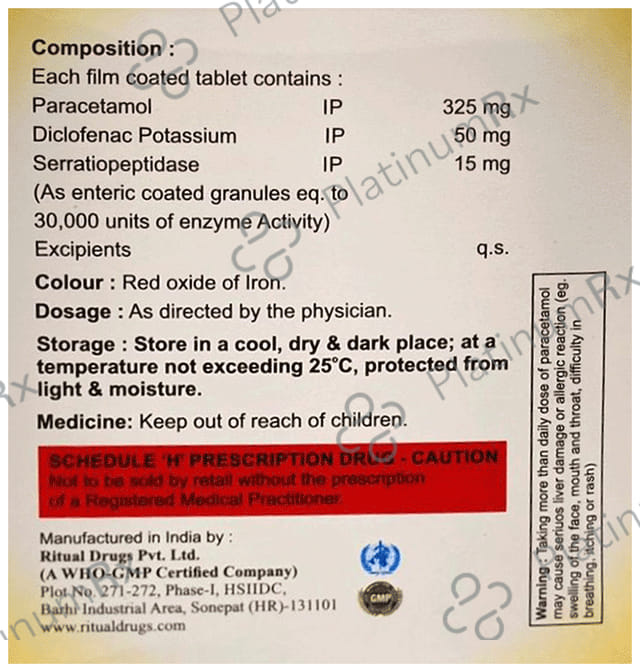 Composition :
Each film coated tablet contains :
Paracetamol IP 325 mg
Diclofenac Potassium IP 50 mg
Serratiopeptidase IP 15 mg
(As enteric coated granules eq. to
30,000 units of enzyme Activity)
Excipients q.s.
Colour : Red oxide of Iron.
Dosage : As directed by the physician.
Storage : Store in a cool, dry & dark place; at a
temperature not exceeding 25°C, protected from
light & moisture.
Medicine: Keep out of reach of children.
SCHEDULE 'H' PRESCRIPTION DRUG - CAUTION
Not to be sold by retail without the prescription
of a Registered Medical Practitioner.
Manufactured in India by :
Ritual Drugs Pvt. Ltd.
(A WHO-GMP Certified Company)
Plot No. 271-272, Phase-I, HSIIDC,
Barhi Industrial Area, Sonepat (HR)-131101
www.ritualdrugs.com
GMP
Warning: Taking more than daily dose of paracetamol
may cause seriuos liver damage or allergic reaction (eg.
swelling of the face, mouth and throat, difficulty in
breathing, itching or rash)
PlatinumRx
PlatinumRx
PlatinumRx
PlatinumRx